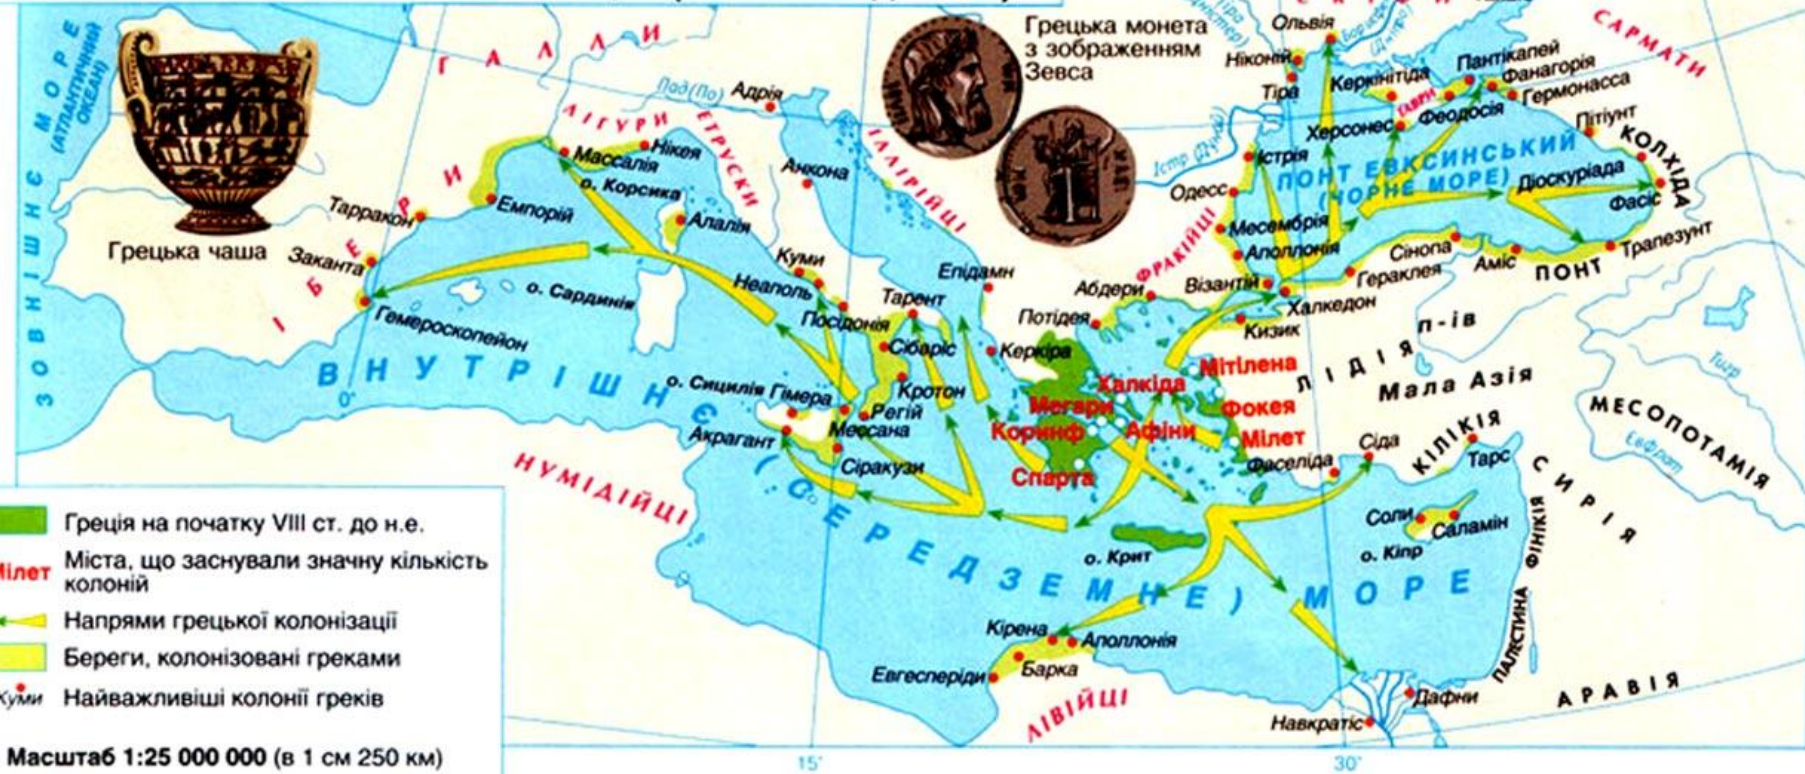 Грецька чаша
Грецька монета
з зображенням
Зевса
ЗОВНІШНЄ МОРЕ
(АТЛАНТИЧНИЙ
ОКЕАН)
ГАЛЛИ
ЛІГУРИ
ЕТРУСКИ
ІЛЛІРІЙЦІ
ФРАКІЙЦІ
САРМАТИ
ТАВРИ
ІБЕРИ
НУМІДІЙЦІ
ЛІВІЙЦІ
Пад (По)
Адрія
Анкона
Нікея
Массалія
о. Корсика
Емпорій
Алалія
Тарракон
Заканта
Гемероскопейон
о. Сардинія
Куми
Неаполь
Посідонія
Тарент
Сібаріс
Кротон
Регій
Мессана
о. Сицилія
Гімера
Акрагант
Сіракузи
Епідамн
Керкіра
Потідея
Абдери
Ольвія
Ніконій
Тіра
Керкінітіда
Пантікапей
Фанагорія
Гермонасса
Херсонес
Феодосія
Пітіунт
КОЛХІДА
Діоскуріада
Фасіс
Трапезунт
ПОНТ
Аміс
Сінопа
Гераклея
Істр (Дунай)
Істрія
Одесс
Месембрія
Аполлонія
Візантій
Халкедон
Кизик
ПОНТ ЕВКСИНСЬКИЙ
(ЧОРНЕ МОРЕ)
Мітілена
Халкіда
Мегари
Фокея
Коринф
Афіни
Мілет
Спарта
п-ів
Мала Азія
ЛІДІЯ
КІЛІКІЯ
Тарс
Сіда
Фаселіда
Соли
Саламін
о. Кіпр
о. Крит
СИРІЯ
ФІНІКІЯ
ПАЛЕСТИНА
МЕСОПОТАМІЯ
Тигр
Євфрат
АРАВІЯ
ВНУТРІШНЄ
(СЕРЕДЗЕМНЕ) МОРЕ
Кірена
Аполлонія
Барка
Евгесперіди
Навкратіс
Дафни
0°
15°
30°
Греція на початку VIII ст. до н.е.
Мілет
Міста, що заснували значну кількість
колоній
Напрями грецької колонізації
Береги, колонізовані греками
Куми
Найважливіші колонії греків
Масштаб 1:25 000 000 (в 1 см 250 км)